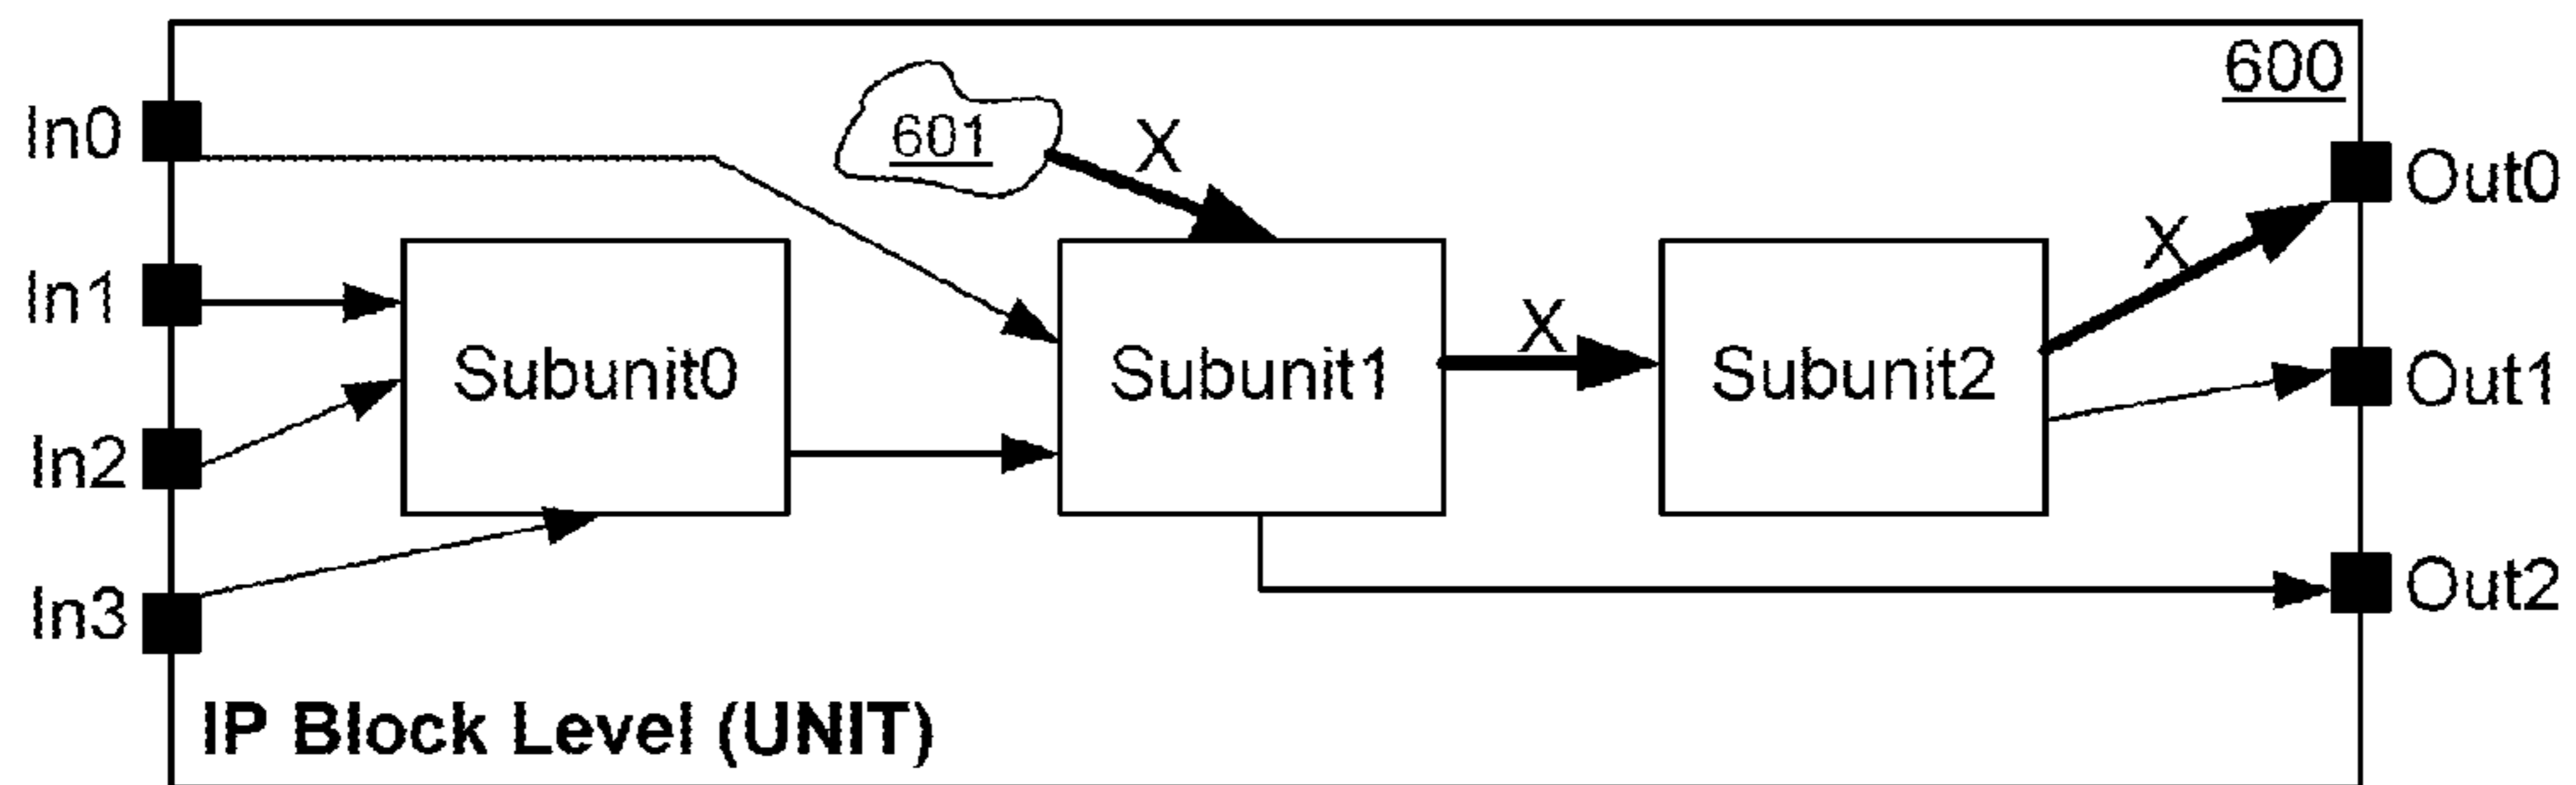 600
In0
601
X
Out0
X
In1
X
Subunit0
Subunit1
Subunit2
Out1
In2
In3
Out2
IP Block Level (UNIT)